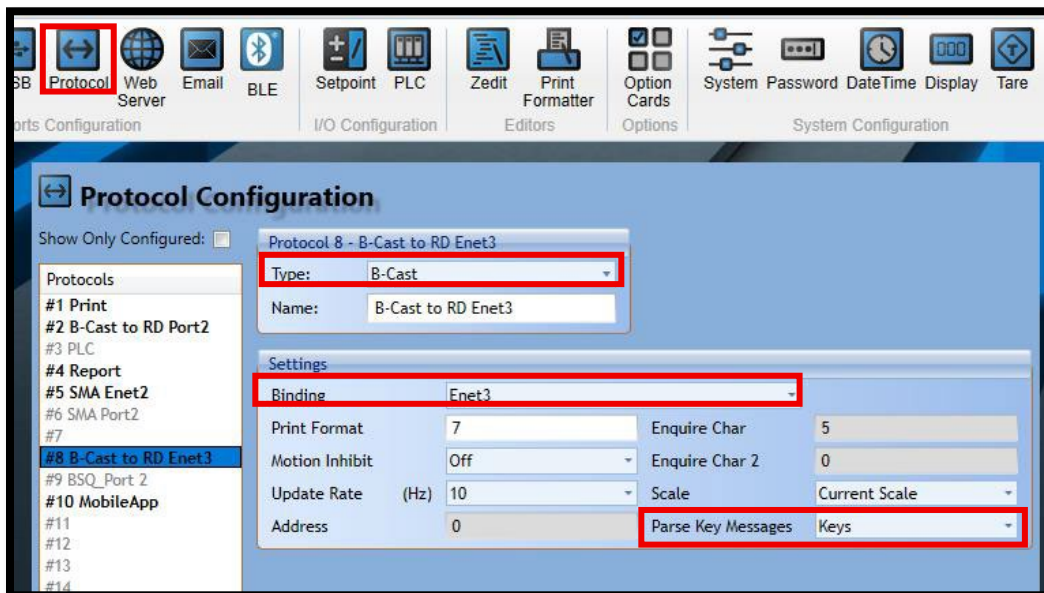 SB Protocol Web Server Email BLE Setpoint PLC Zedit Print Formatter Option Cards System Password DateTime Display Tare
orts Configuration I/O Configuration Editors Options System Configuration
Protocol Configuration
Show Only Configured:
Protocols
#1 Print
#2 B-Cast to RD Port2
#3 PLC
#4 Report
#5 SMA Enet2
#6 SMA Port2
#7
#8 B-Cast to RD Enet3
#9 BSQ_Port 2
#10 MobileApp
#11
#12
#13
#14
Protocol 8 - B-Cast to RD Enet3
Type: B-Cast
Name: B-Cast to RD Enet3
Settings
Binding Enet3
Print Format 7 Enquire Char 5
Motion Inhibit Off Enquire Char 2 0
Update Rate (Hz) 10 Scale Current Scale
Address 0 Parse Key Messages Keys